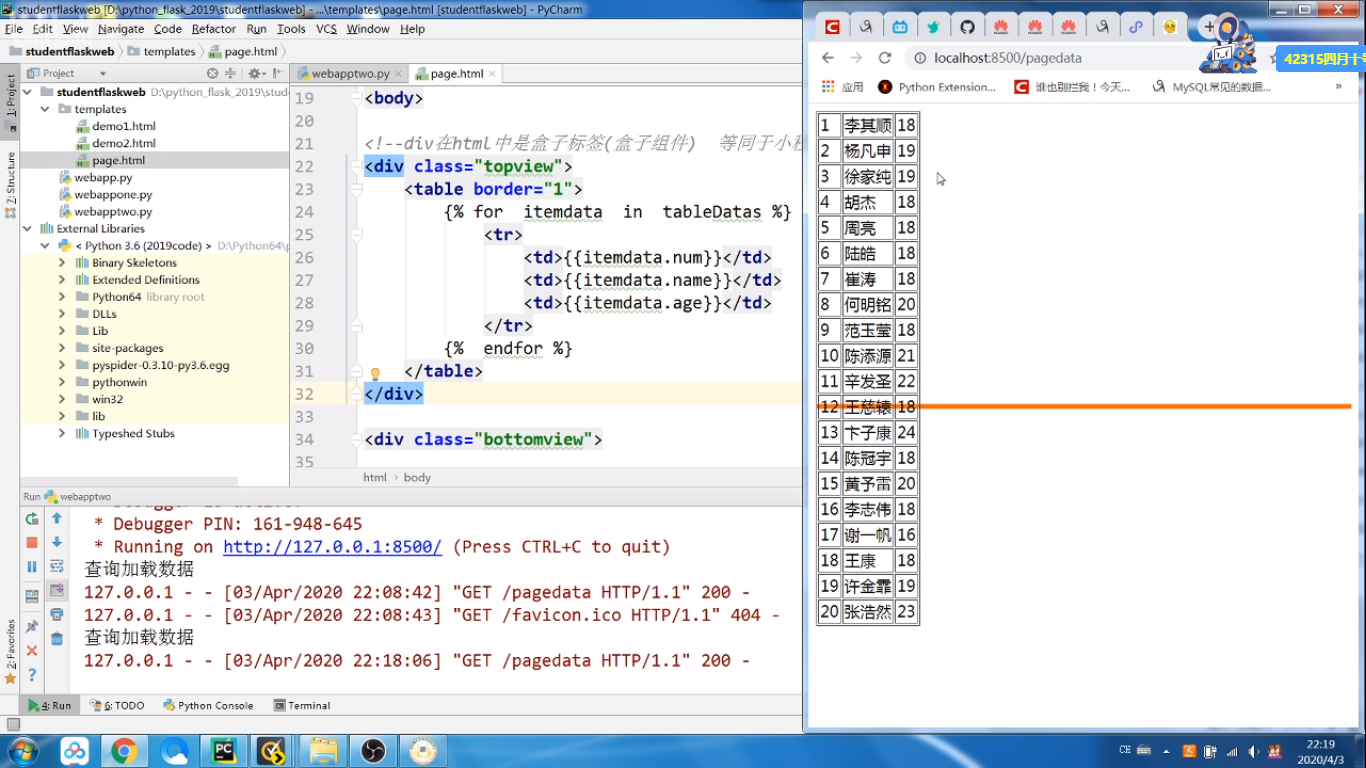 studentflaskweb [D:\python_flask_2019\studentflaskweb] - ...\templates\page.html [studentflaskweb] - PyCharm
File Edit View Navigate Code Refactor Run Tools VCS Window Help
studentflaskweb templates page.html
Project
webapptwo.py page.html
1: Project
Z: Structure
2: Favorites
studentflaskweb D:\python_flask_2019\stud
templates
demo1.html
demo2.html
page.html
webapp.py
webappone.py
webapptwo.py
External Libraries
< Python 3.6 (2019code) > D:\Python64\p
Binary Skeletons
Extended Definitions
Python64 library root
DLLs
Lib
site-packages
pyspider-0.3.10-py3.6.egg
pythonwin
win32
lib
Typeshed Stubs
19 <body>
20
21 <!--div在html中是盒子标签(盒子组件) 等同于小程
22 <div class="topview">
23 <table border="1">
24 {% for itemdata in tableDatas %}
25 <tr>
26 <td>{{itemdata.num}}</td>
27 <td>{{itemdata.name}}</td>
28 <td>{{itemdata.age}}</td>
29 </tr>
30 {% endfor %}
31 </table>
32 </div>
33
34 <div class="bottomview">
35
html › body
Run webapptwo
* Debugger PIN: 161-948-645
* Running on http://127.0.0.1:8500/ (Press CTRL+C to quit)
查询加载数据
127.0.0.1 - - [03/Apr/2020 22:08:42] "GET /pagedata HTTP/1.1" 200 -
127.0.0.1 - - [03/Apr/2020 22:08:43] "GET /favicon.ico HTTP/1.1" 404 -
查询加载数据
127.0.0.1 - - [03/Apr/2020 22:18:06] "GET /pagedata HTTP/1.1" 200 -
4: Run 6: TODO Python Console Terminal
localhost:8500/pagedata
42315四月十号
应用 Python Extension... 谁也别拦我！今天... MySQL常见的数据... »
1 李其顺 18
2 杨凡申 19
3 徐家纯 19
4 胡杰 18
5 周亮 18
6 陆皓 18
7 崔涛 18
8 何明铭 20
9 范玉莹 18
10 陈添源 21
11 辛发圣 22
12 王慈辕 18
13 卞子康 24
14 陈冠宇 18
15 黄予雷 20
16 李志伟 18
17 谢一帆 16
18 王康 18
19 许金霏 19
20 张浩然 23
CH
22:19
2020/4/3